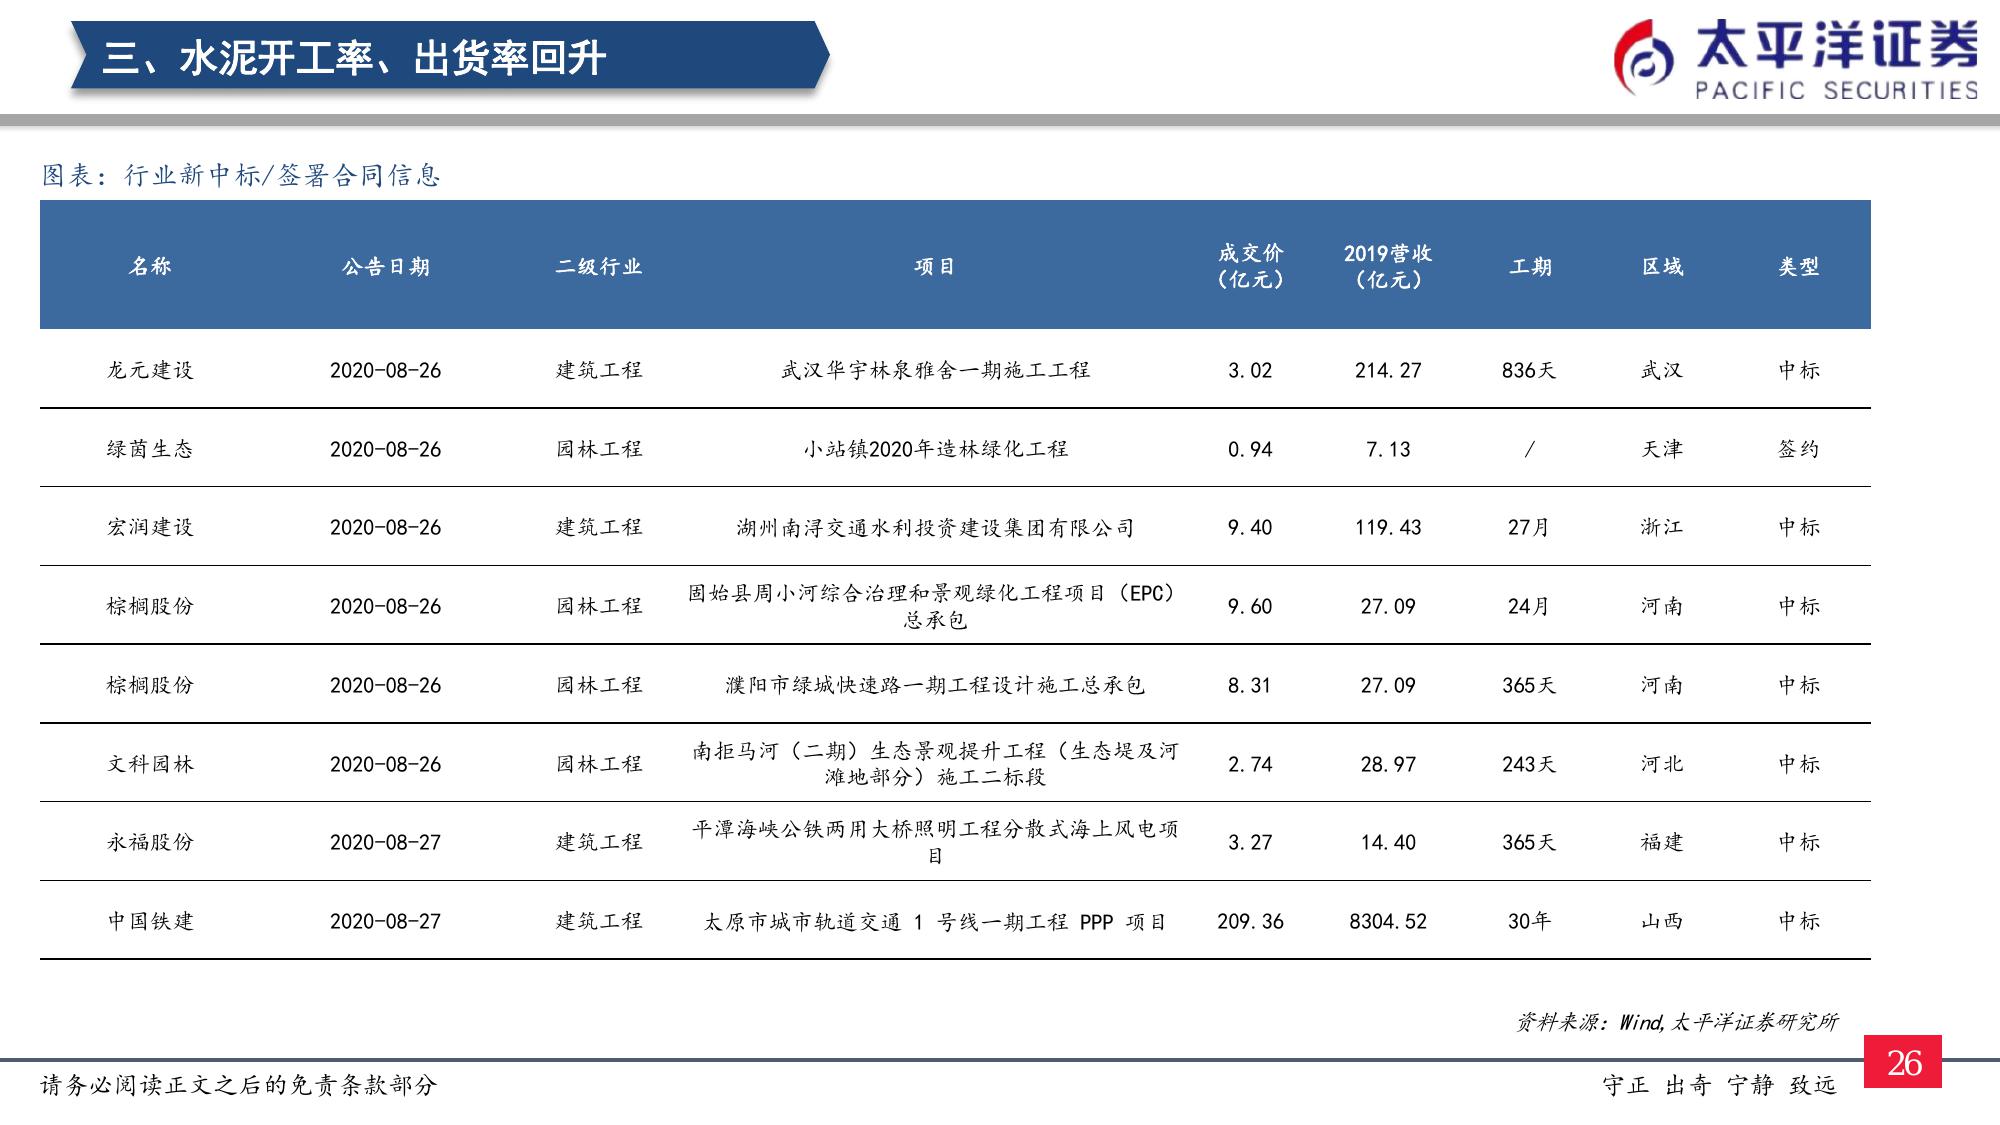 三、水泥开工率、出货率回升
太平洋证券
PACIFIC SECURITIES
图表：行业新中标/签署合同信息
名称 公告日期 二级行业 项目 成交价（亿元） 2019营收（亿元） 工期 区域 类型
龙元建设 2020-08-26 建筑工程 武汉华宇林泉雅舍一期施工工程 3.02 214.27 836天 武汉 中标
绿茵生态 2020-08-26 园林工程 小站镇2020年造林绿化工程 0.94 7.13 / 天津 签约
宏润建设 2020-08-26 建筑工程 湖州南浔交通水利投资建设集团有限公司 9.40 119.43 27月 浙江 中标
棕榈股份 2020-08-26 园林工程 固始县周小河综合治理和景观绿化工程项目（EPC）总承包 9.60 27.09 24月 河南 中标
棕榈股份 2020-08-26 园林工程 濮阳市绿城快速路一期工程设计施工总承包 8.31 27.09 365天 河南 中标
文科园林 2020-08-26 园林工程 南拒马河（二期）生态景观提升工程（生态堤及河滩地部分）施工二标段 2.74 28.97 243天 河北 中标
永福股份 2020-08-27 建筑工程 平潭海峡公铁两用大桥照明工程分散式海上风电项目 3.27 14.40 365天 福建 中标
中国铁建 2020-08-27 建筑工程 太原市城市轨道交通 1 号线一期工程 PPP 项目 209.36 8304.52 30年 山西 中标
资料来源：Wind,太平洋证券研究所
请务必阅读正文之后的免责条款部分
守正 出奇 宁静 致远
26